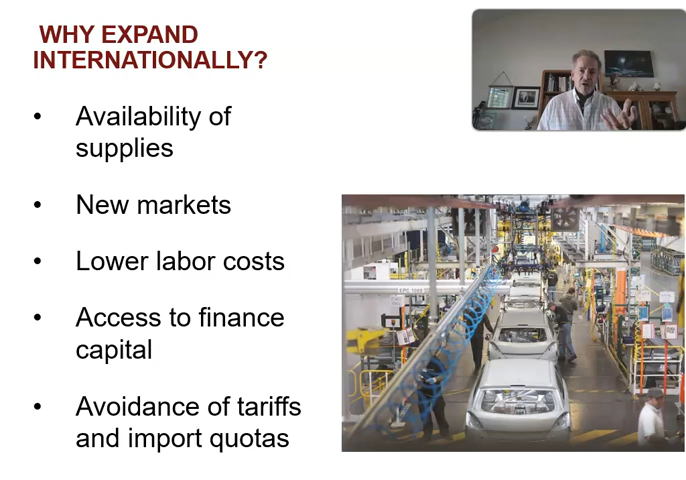 WHY EXPAND
INTERNATIONALLY?
• Availability of
supplies
• New markets
• Lower labor costs
• Access to finance
capital
• Avoidance of tariffs
and import quotas